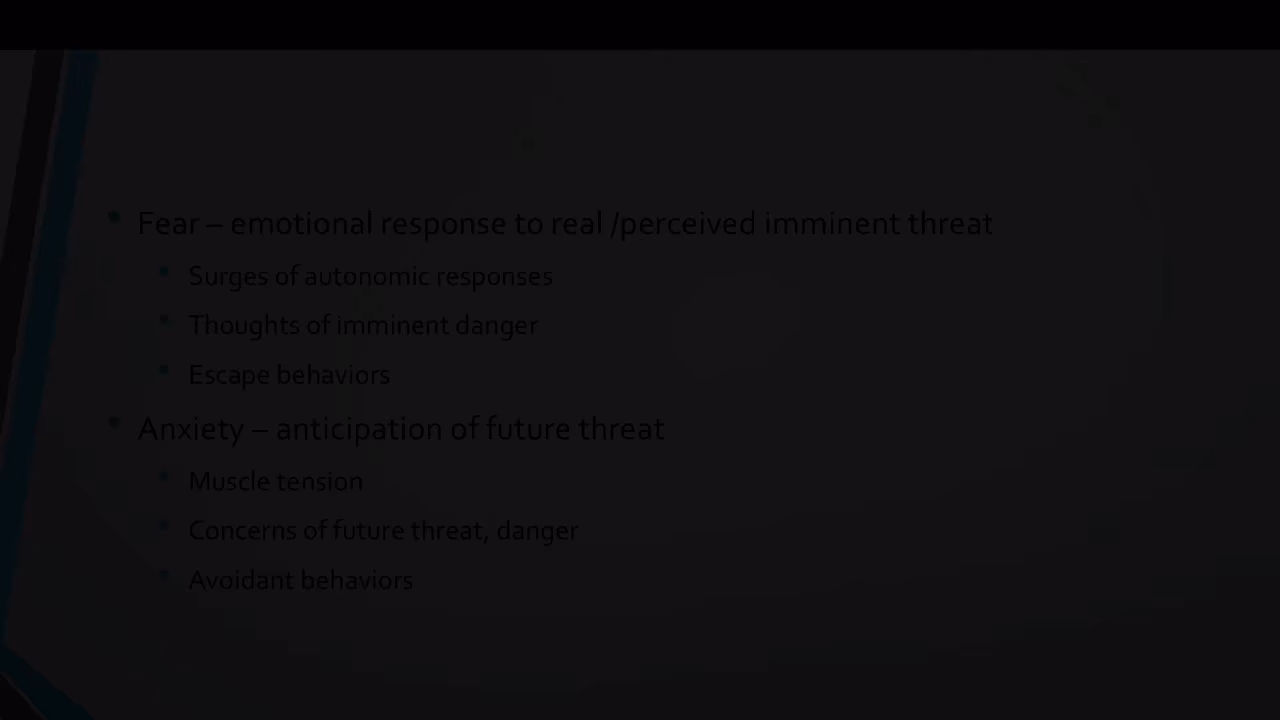 Fear – emotional response to real /perceived imminent threat
Surges of autonomic responses
Thoughts of imminent danger
Escape behaviors
Anxiety – anticipation of future threat
Muscle tension
Concerns of future threat, danger
Avoidant behaviors